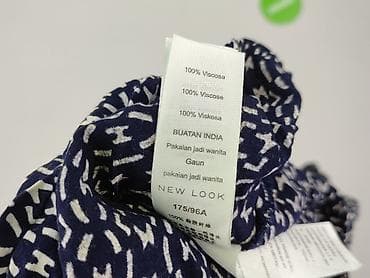 100% Viscosa
100% Viscose
100% Viskosa
BUATAN INDIA
Pakaian jadi wanita
Gaun
pakaian jadi wanita
NEW LOOK
175/96A